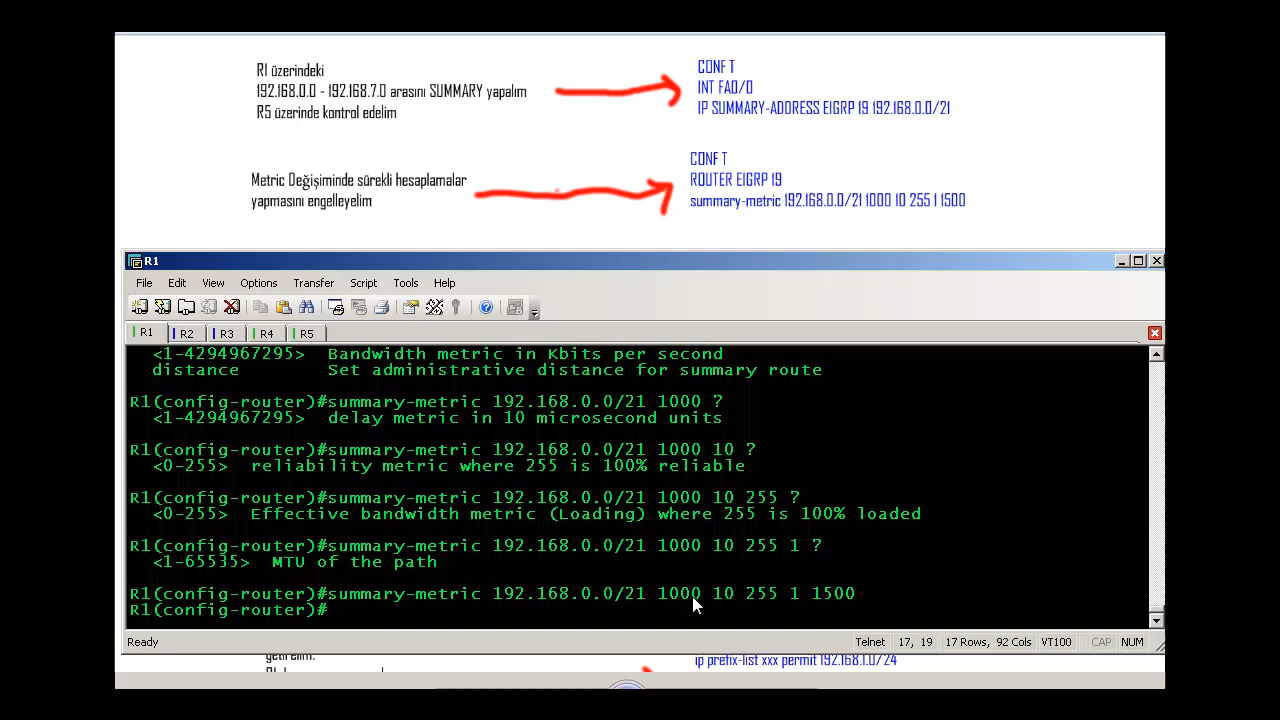 R1 üzerindeki
192.168.0.0 - 192.168.7.0 arasını SUMMARY yapalım
R5 üzerinde kontrol edelim
CONF T
INT FA0/0
IP SUMMARY-ADDRESS EIGRP 19 192.168.0.0/21
Metric Değişiminde sürekli hesaplamalar
yapmasını engelleyelim
CONF T
ROUTER EIGRP 19
summary-metric 192.168.0.0/21 1000 10 255 1 1500
R1
File Edit View Options Transfer Script Tools Help
R1 R2 R3 R4 R5
<1-4294967295> Bandwidth metric in Kbits per second
distance Set administrative distance for summary route
R1(config-router)#summary-metric 192.168.0.0/21 1000 ?
<1-4294967295> delay metric in 10 microsecond units
R1(config-router)#summary-metric 192.168.0.0/21 1000 10 ?
<0-255> reliability metric where 255 is 100% reliable
R1(config-router)#summary-metric 192.168.0.0/21 1000 10 255 ?
<0-255> Effective bandwidth metric (Loading) where 255 is 100% loaded
R1(config-router)#summary-metric 192.168.0.0/21 1000 10 255 1 ?
<1-65535> MTU of the path
R1(config-router)#summary-metric 192.168.0.0/21 1000 10 255 1 1500
R1(config-router)#
Ready Telnet 17, 19 17 Rows, 92 Cols VT100 CAP NUM
getirelim.
ip prefix-list xxx permit 192.168.1.0/24